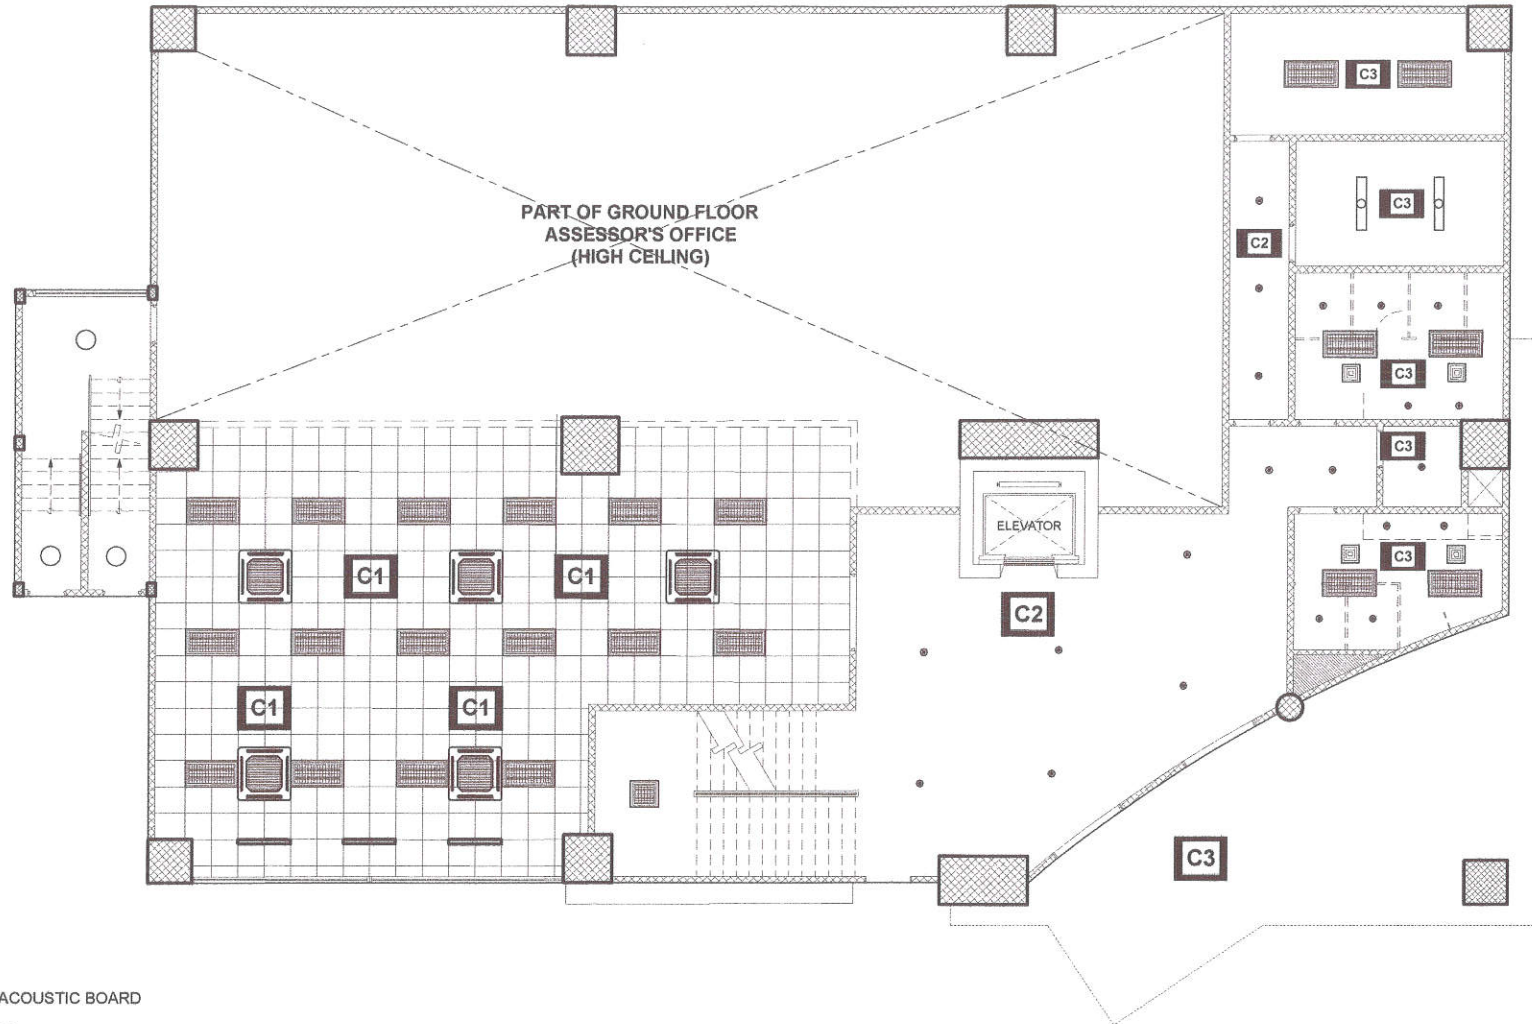 C3
PART OF GROUND FLOOR
ASSESSOR'S OFFICE
(HIGH CEILING)
C3
C2
C3
C3
ELEVATOR
C1
C1
C3
C2
C1
C1
C3
ACOUSTIC BOARD